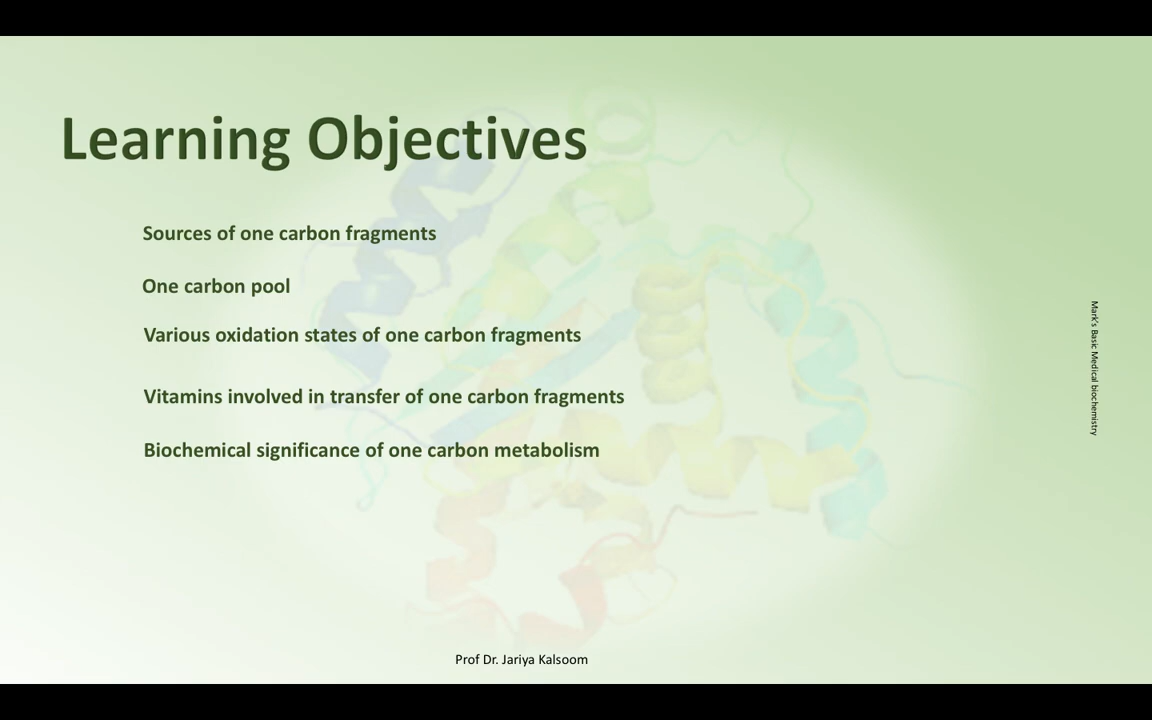 Learning Objectives
Sources of one carbon fragments
One carbon pool
Various oxidation states of one carbon fragments
Vitamins involved in transfer of one carbon fragments
Biochemical significance of one carbon metabolism
Mark's Basic Medical biochemistry
Prof Dr. Jariya Kalsoom